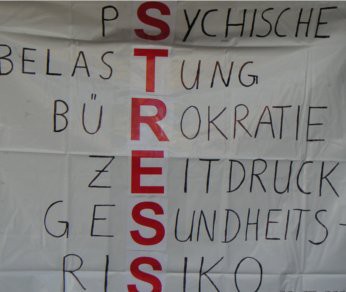 PSYCHISCHE
BELASTUNG
BÜROKRATIE
ZEITDRUCK
GESUNDHEITS-
RISIKO